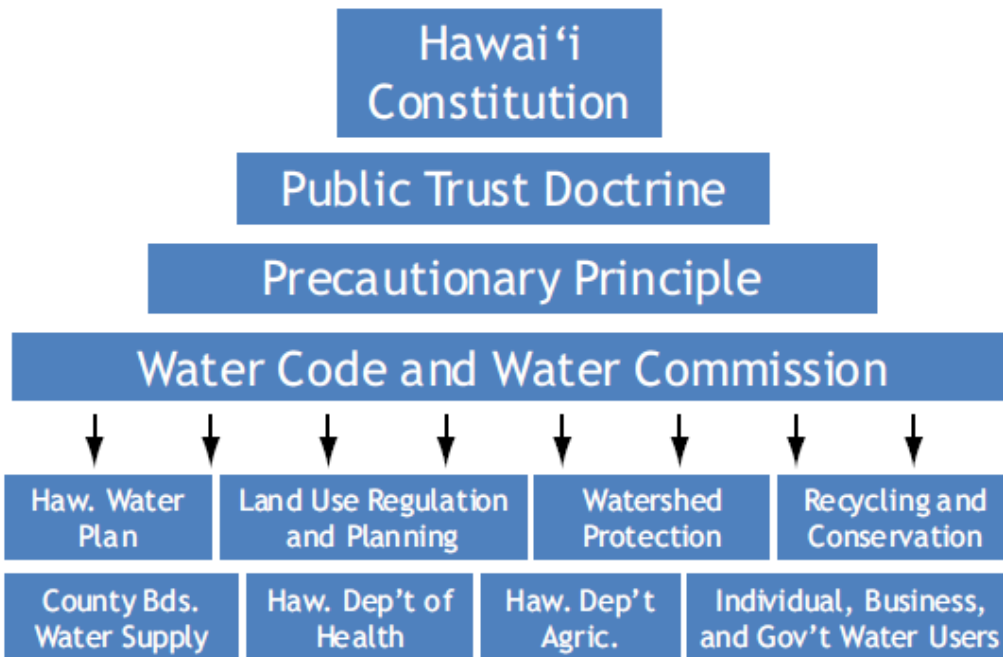 Hawai‘i
Constitution
Public Trust Doctrine
Precautionary Principle
Water Code and Water Commission
Haw. Water
Plan
Land Use Regulation
and Planning
Watershed
Protection
Recycling and
Conservation
County Bds.
Water Supply
Haw. Dep’t of
Health
Haw. Dep’t
Agric.
Individual, Business,
and Gov’t Water Users